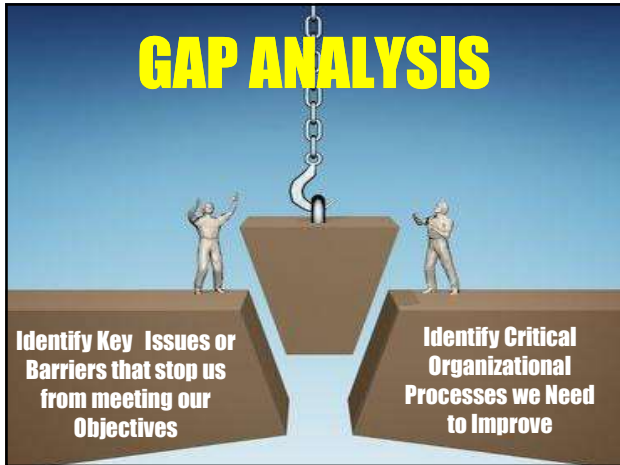 GAP ANALYSIS
Identify Key Issues or
Barriers that stop us
from meeting our
Objectives
Identify Critical
Organizational
Processes we Need
to Improve